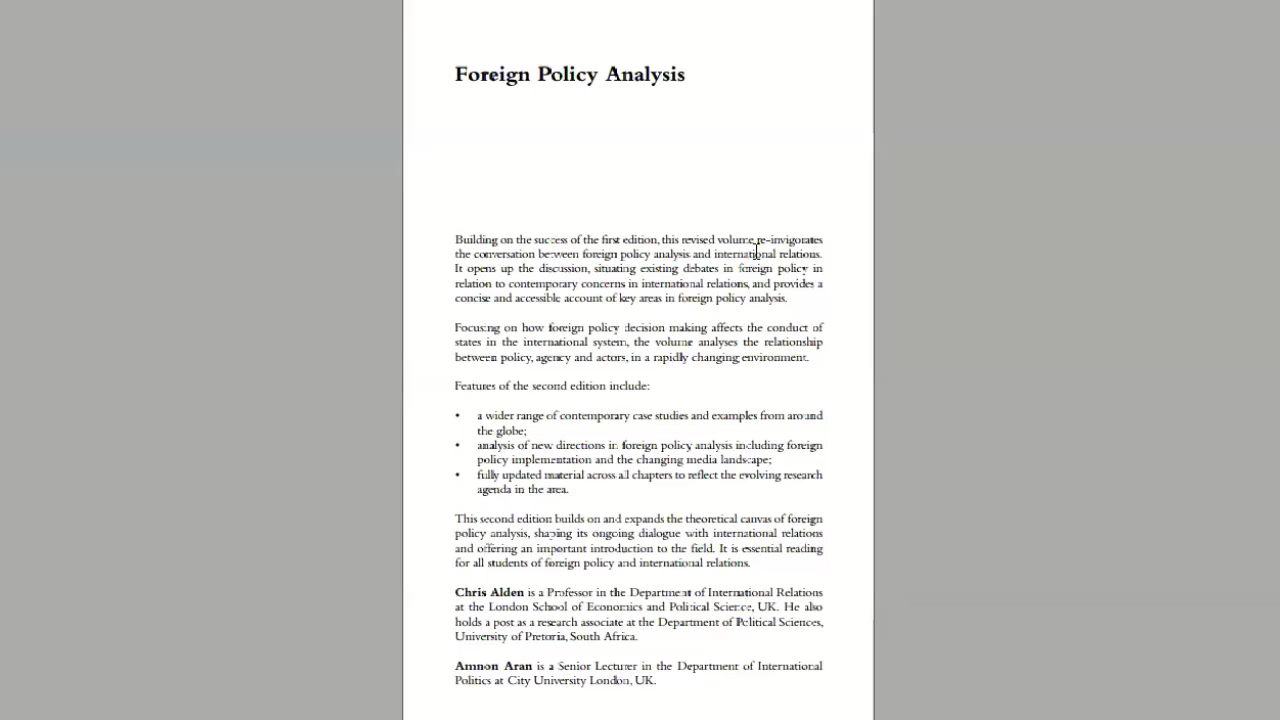 Foreign Policy Analysis
Building on the success of the first edition, this revised volume re-invigorates
the conversation between foreign policy analysis and international relations.
It opens up the discussion, situating existing debates in foreign policy in
relation to contemporary concerns in international relations, and provides a
concise and accessible account of key areas in foreign policy analysis.
Focusing on how foreign policy decision making affects the conduct of
states in the international system, the volume analyses the relationship
between policy, agency and actors, in a rapidly changing environment.
Features of the second edition include:
• a wider range of contemporary case studies and examples from around
the globe;
• analysis of new directions in foreign policy analysis including foreign
policy implementation and the changing media landscape;
• fully updated material across all chapters to reflect the evolving research
agenda in the area.
This second edition builds on and expands the theoretical canvas of foreign
policy analysis, shaping its ongoing dialogue with international relations
and offering an important introduction to the field. It is essential reading
for all students of foreign policy and international relations.
Chris Alden is a Professor in the Department of International Relations
at the London School of Economics and Political Science, UK. He also
holds a post as a research associate at the Department of Political Sciences,
University of Pretoria, South Africa.
Amnon Aran is a Senior Lecturer in the Department of International
Politics at City University London, UK.